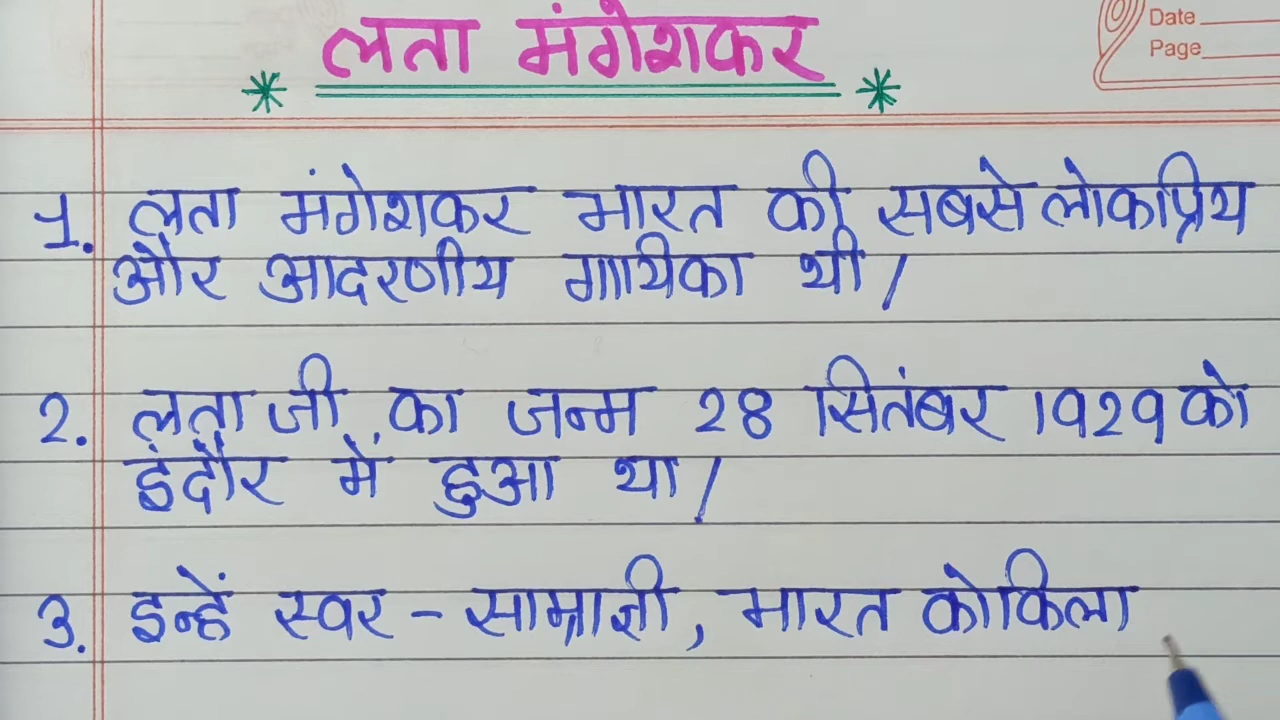 लता मंगेशकर
Date
Page
1. लता मंगेशकर भारत की सबसे लोकप्रिय
और आदरणीय गायिका थी।
2. लता जी का जन्म 28 सितंबर 1929 को
इंदौर में हुआ था।
3. इन्हें स्वर - साम्राज्ञी, भारत कोकिला